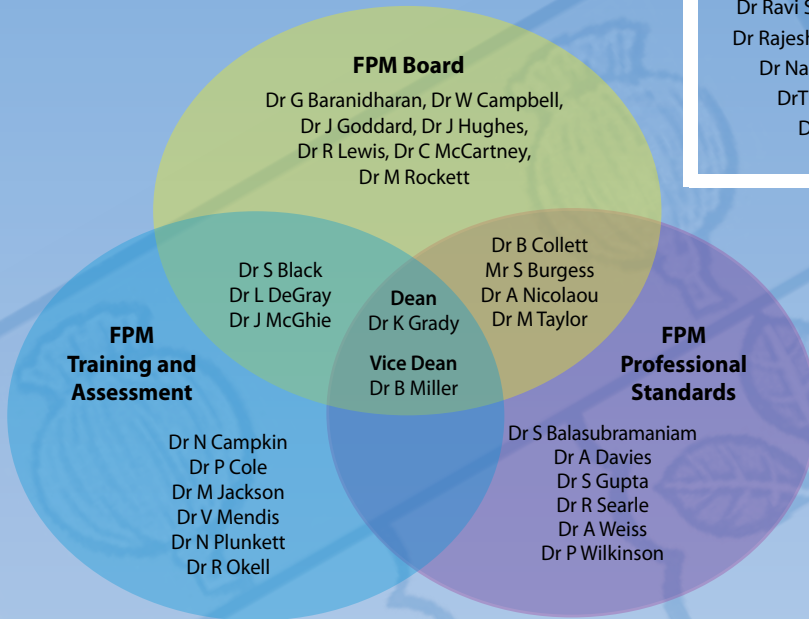 Dr Ravi
Dr Rajesh
Dr
FPM Board
Dr G Baranidharan, Dr W Campbell,
Dr J Goddard, Dr J Hughes,
Dr R Lewis, Dr C McCartney,
Dr M Rockett
Dr S Black
Dr L DeGray
Dr J McGhie
Dean
Dr K Grady
Vice Dean
Dr B Miller
Dr B Collett
Mr S Burgess
Dr A Nicolaou
Dr M Taylor
FPM
Training and
Assessment
Dr N Campkin
Dr P Cole
Dr M Jackson
Dr V Mendis
Dr N Plunkett
Dr R Okell
FPM
Professional
Standards
Dr S Balasubramaniam
Dr A Davies
Dr S Gupta
Dr R Searle
Dr A Weiss
Dr P Wilkinson